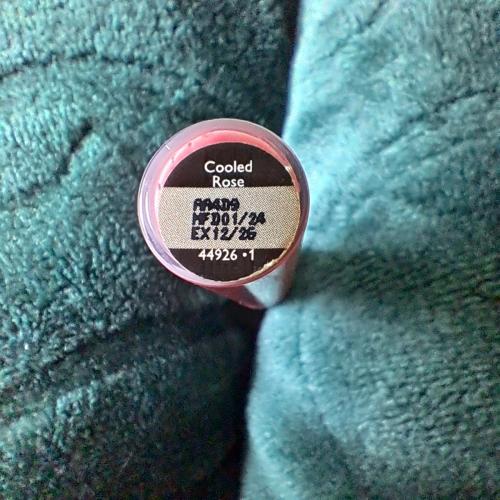 Cooled
Rose
AA4D9
MFD01/24
EX12/26
44926 •1